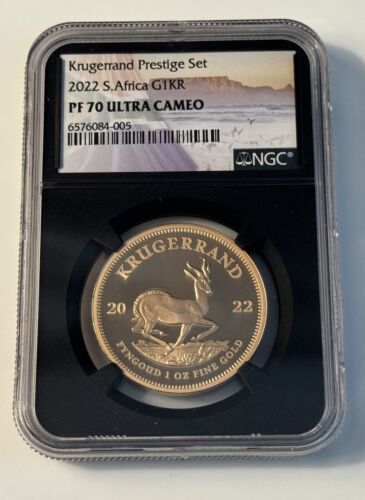 Krugerrand Prestige Set
2022 S.Africa G1KR
PF 70 ULTRA CAMEO
6576084-005
NGC®
KRUGERRAND
20 22
FYNGOUD 1 OZ FINE GOLD